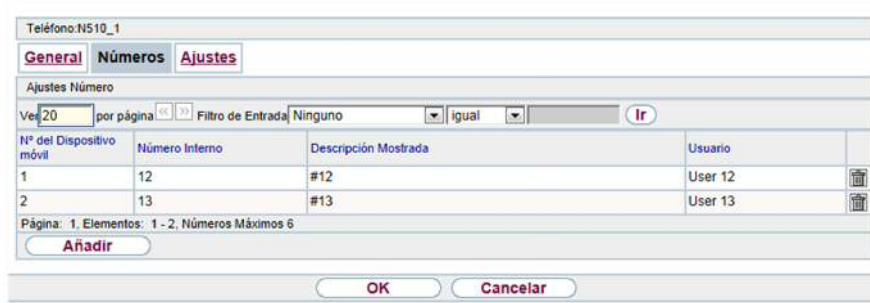 Teléfono:N510_1
General Números Ajustes
Ajustes Número
Ver 20 por página << >> Filtro de Entrada Ninguno igual Ir
Nº del Dispositivo móvil Número Interno Descripción Mostrada Usuario
1 12 #12 User 12
2 13 #13 User 13
Página: 1, Elementos: 1 - 2, Números Máximos 6
Añadir
OK Cancelar